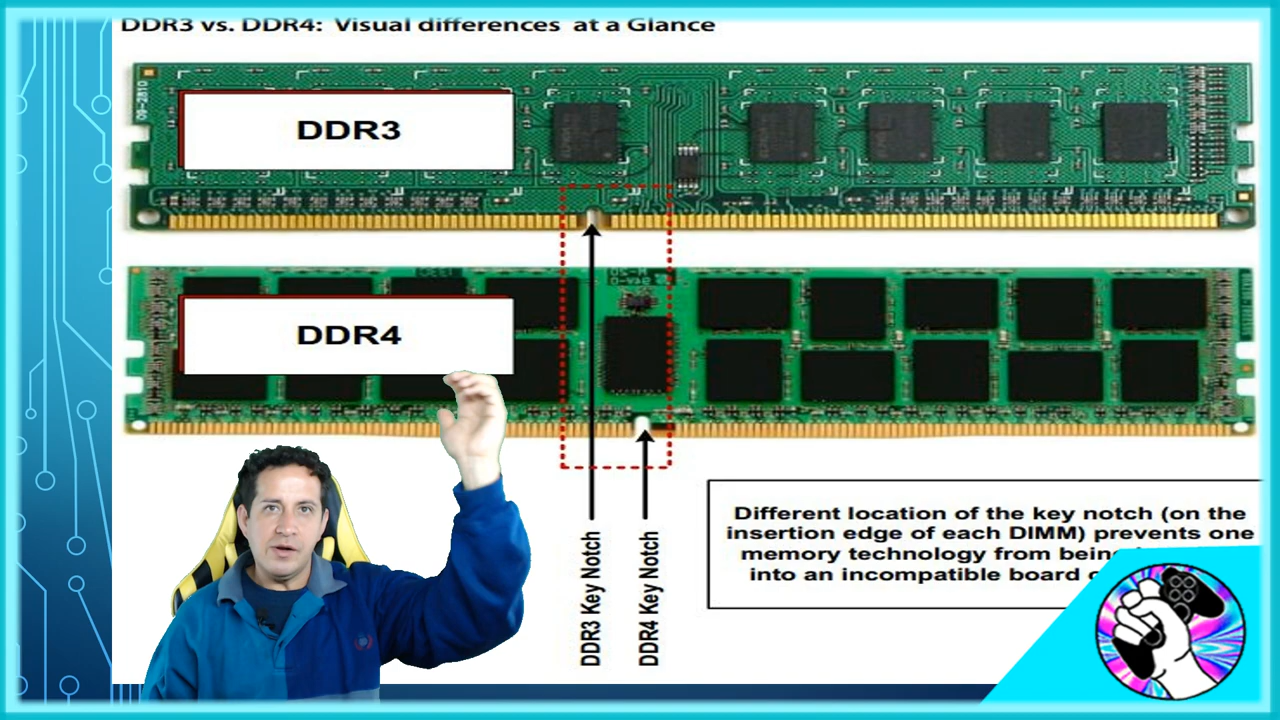 DDR3 vs. DDR4: Visual differences at a Glance
DDR3
DDR4
DDR3 Key Notch
DDR4 Key Notch
Different location of the key notch (on the
insertion edge of each DIMM) prevents one
memory technology from being
into an incompatible board